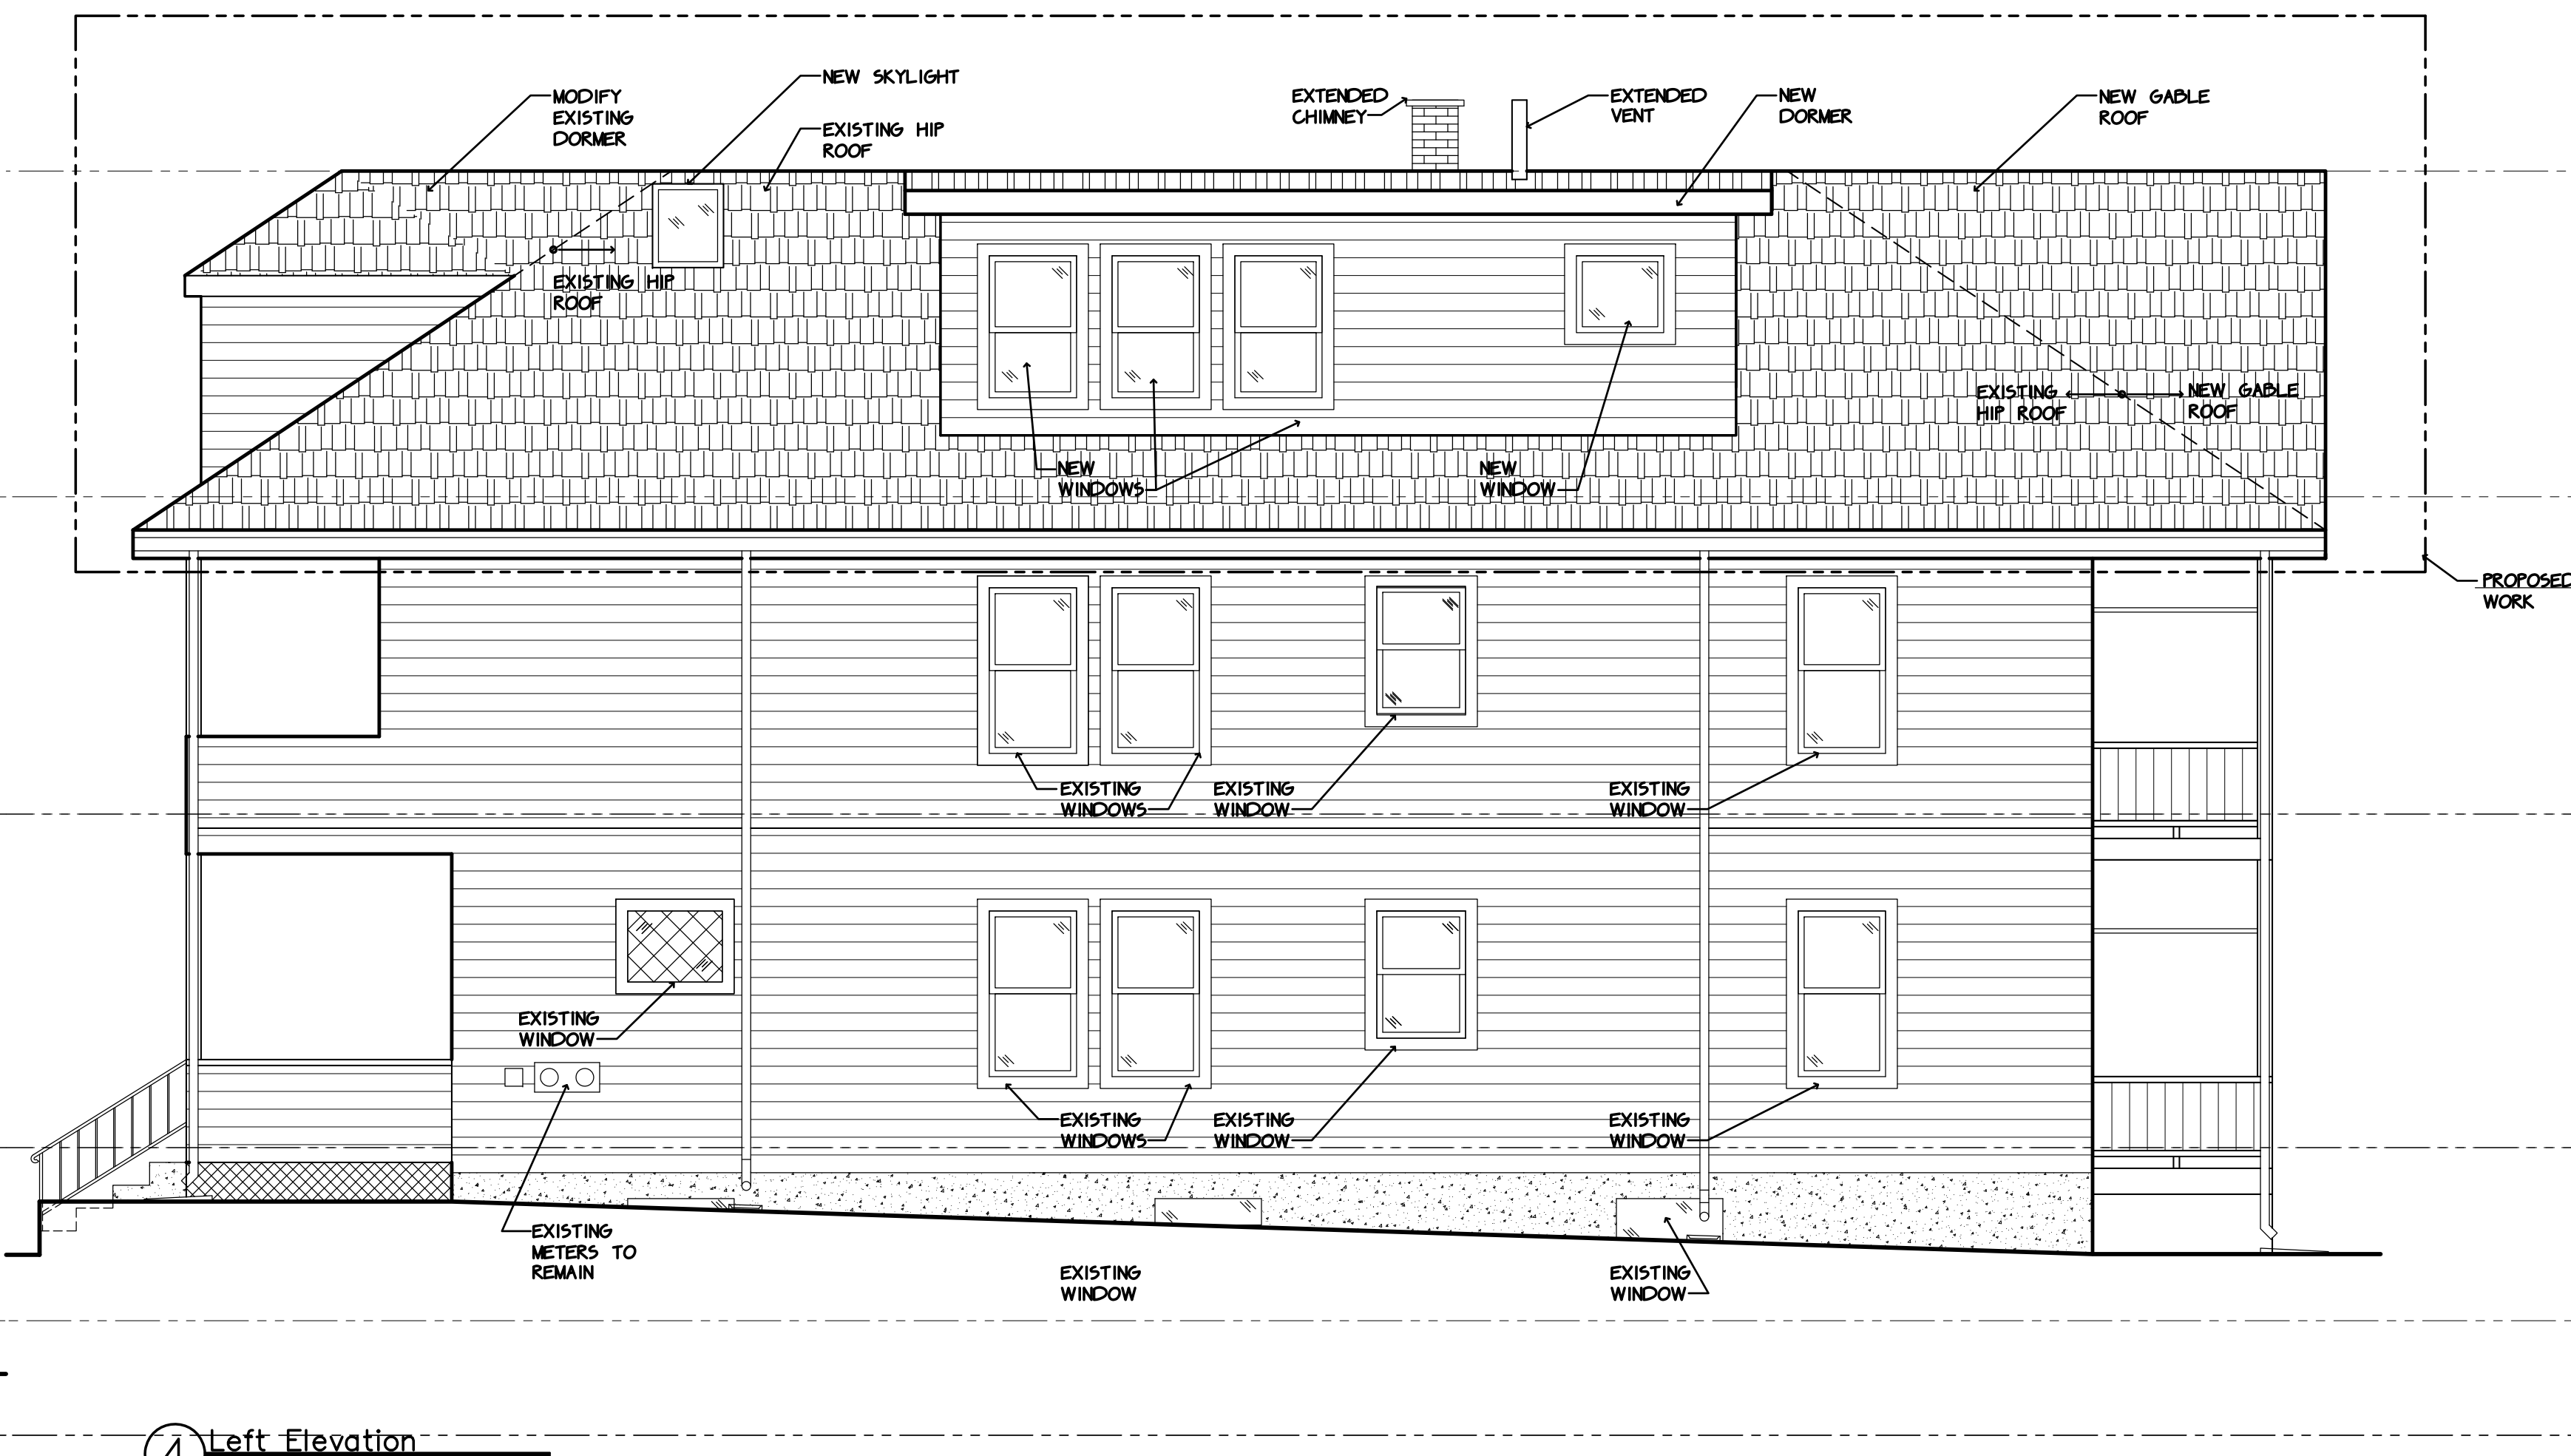 NEW SKYLIGHT
MODIFY
EXISTING
DORMER
EXISTING HIP
ROOF
EXTENDED
CHIMNEY
EXTENDED
VENT
NEW
DORMER
NEW GABLE
ROOF
EXISTING HIP
ROOF
EXISTING
HIP ROOF
NEW GABLE
ROOF
NEW
WINDOWS
NEW
WINDOW
PROPOSED
WORK
EXISTING
WINDOWS
EXISTING
WINDOW
EXISTING
WINDOW
EXISTING
WINDOW
EXISTING
WINDOWS
EXISTING
WINDOW
EXISTING
WINDOW
EXISTING
METERS TO
REMAIN
EXISTING
WINDOW
EXISTING
WINDOW
4 Left Elevation